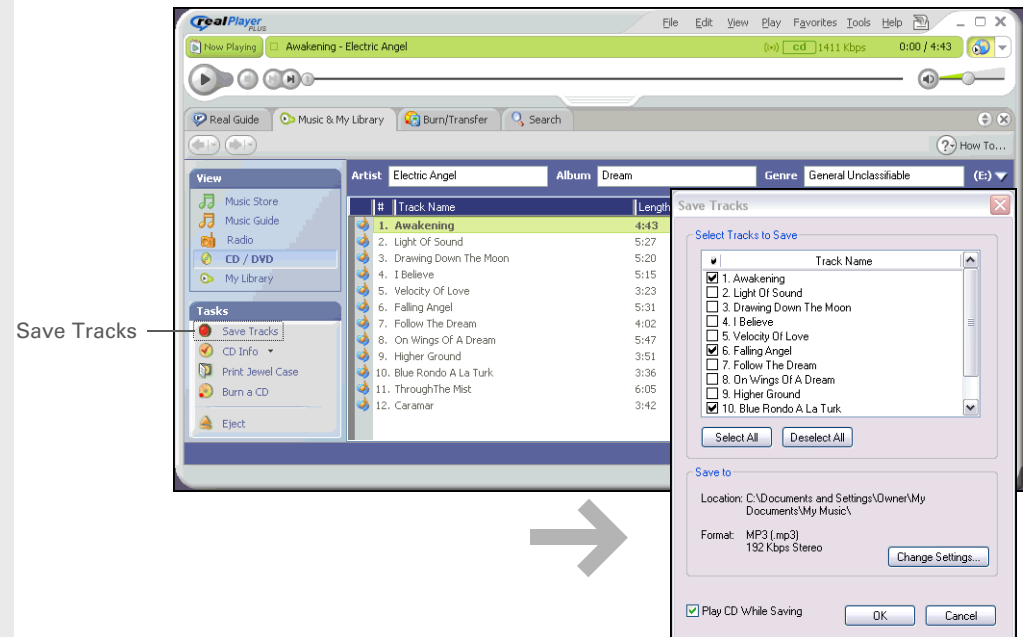 realPlayer
PLUS
File Edit View Play Favorites Tools Help
Now Playing Awakening - Electric Angel cd 1411 Kbps 0:00 / 4:43
Real Guide Music & My Library Burn/Transfer Search
How To...
View
Music Store
Music Guide
Radio
CD / DVD
My Library
Tasks
Save Tracks
CD Info
Print Jewel Case
Burn a CD
Eject
Save Tracks
Artist Electric Angel Album Dream Genre General Unclassifiable (E:)
# Track Name Length
1. Awakening 4:43
2. Light Of Sound 5:27
3. Drawing Down The Moon 5:20
4. I Believe 5:15
5. Velocity Of Love 3:23
6. Falling Angel 5:31
7. Follow The Dream 4:02
8. On Wings Of A Dream 5:47
9. Higher Ground 3:51
10. Blue Rondo A La Turk 3:36
11. ThroughThe Mist 6:05
12. Caramar 3:42
Save Tracks
Select Tracks to Save
Track Name
1. Awakening
2. Light Of Sound
3. Drawing Down The Moon
4. I Believe
5. Velocity Of Love
6. Falling Angel
7. Follow The Dream
8. On Wings Of A Dream
9. Higher Ground
10. Blue Rondo A La Turk
Select All Deselect All
Save to
Location: C:\Documents and Settings\Owner\My
Documents\My Music\
Format: MP3 (.mp3)
192 Kbps Stereo
Change Settings...
Play CD While Saving
OK Cancel